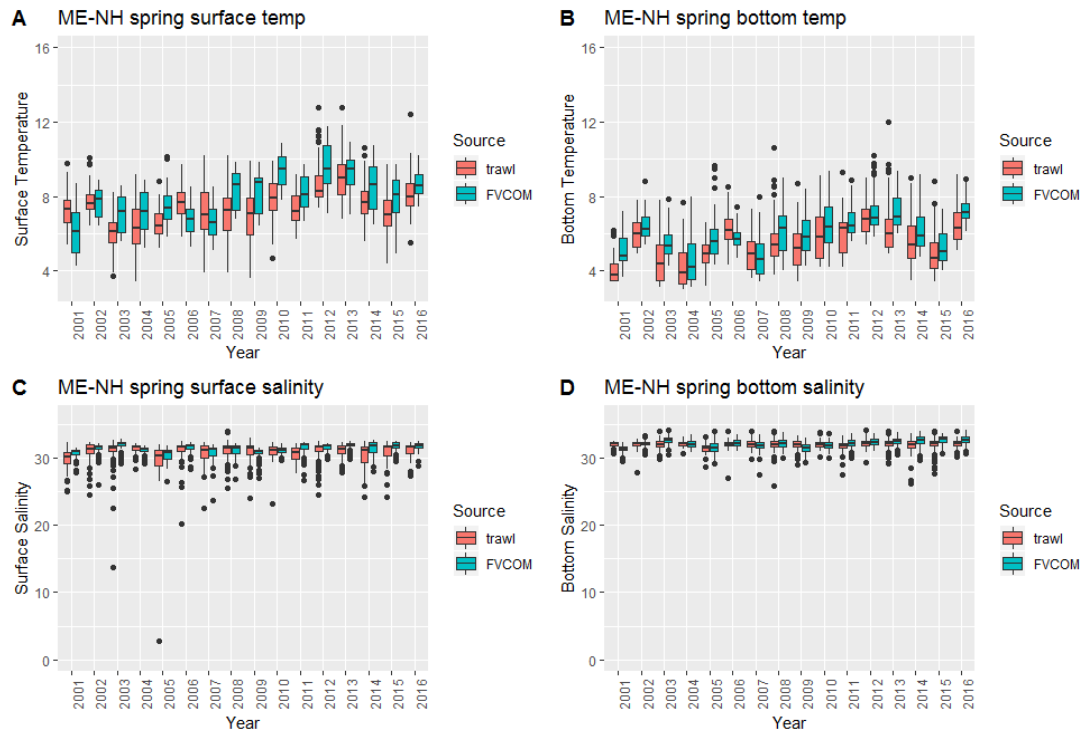 A ME-NH spring surface temp
16
12
8
4
Surface Temperature
2001 2002 2003 2004 2005 2006 2007 2008 2009 2010 2011 2012 2013 2014 2015 2016
Year
Source
trawl
FVCOM
B ME-NH spring bottom temp
16
12
8
4
Bottom Temperature
2001 2002 2003 2004 2005 2006 2007 2008 2009 2010 2011 2012 2013 2014 2015 2016
Year
Source
trawl
FVCOM
C ME-NH spring surface salinity
30
20
10
0
Surface Salinity
2001 2002 2003 2004 2005 2006 2007 2008 2009 2010 2011 2012 2013 2014 2015 2016
Year
Source
trawl
FVCOM
D ME-NH spring bottom salinity
30
20
10
0
Bottom Salinity
2001 2002 2003 2004 2005 2006 2007 2008 2009 2010 2011 2012 2013 2014 2015 2016
Year
Source
trawl
FVCOM